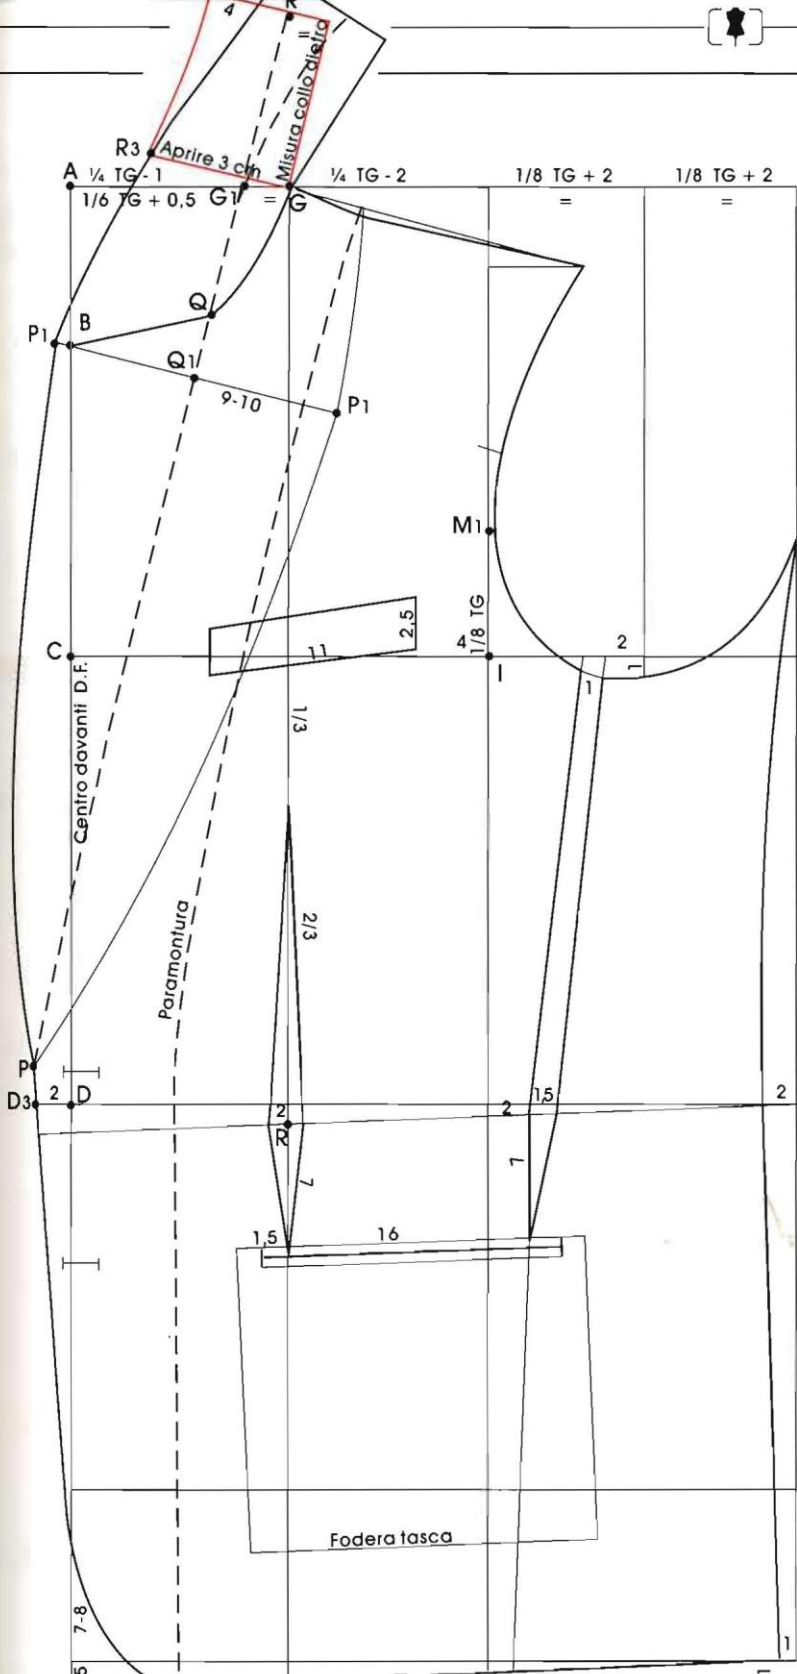 4
K
=
Misura collo dietro
R3
Aprire 3 cm
A
¼ TG - 1
¼ TG - 2
1/8 TG + 2
1/8 TG + 2
1/6 TG + 0,5
G1
=
G
=
=
Q
P1
B
Q1
9-10
P1
M1
1/8 TG
2,5
C
11
4
I
2
1
1
Centro davanti D.F.
1/3
2/3
Paramontura
P
D3
2
D
2
R
2
1,5
2
7
7
1,5
16
Fodera tasca
7-8
1
5